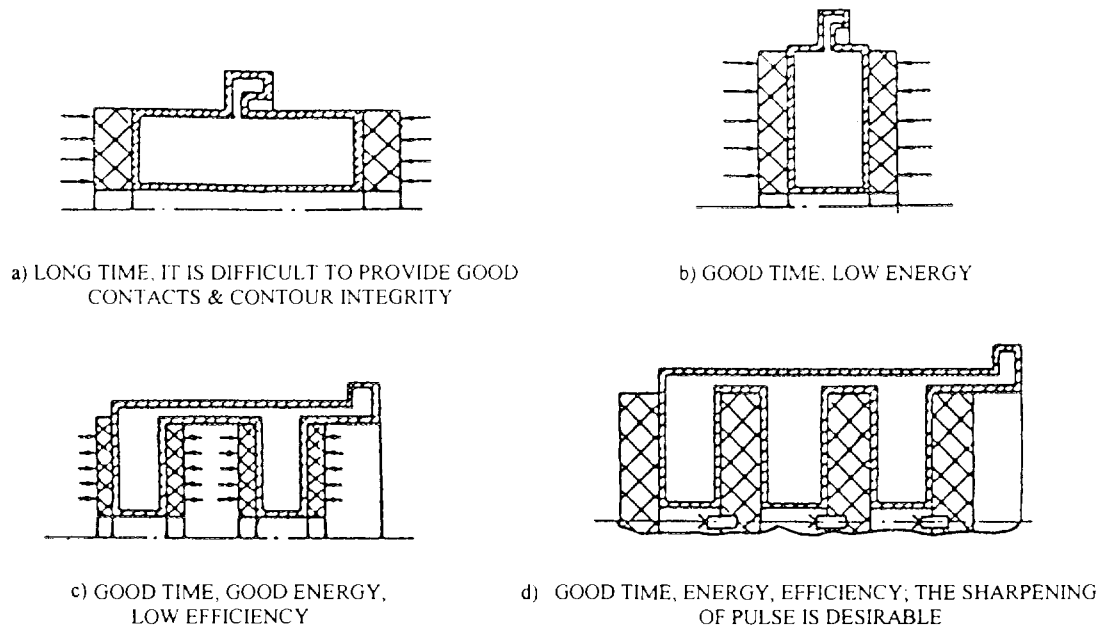 a) LONG TIME, IT IS DIFFICULT TO PROVIDE GOOD
CONTACTS & CONTOUR INTEGRITY
b) GOOD TIME, LOW ENERGY
c) GOOD TIME, GOOD ENERGY,
LOW EFFICIENCY
d) GOOD TIME, ENERGY, EFFICIENCY; THE SHARPENING
OF PULSE IS DESIRABLE